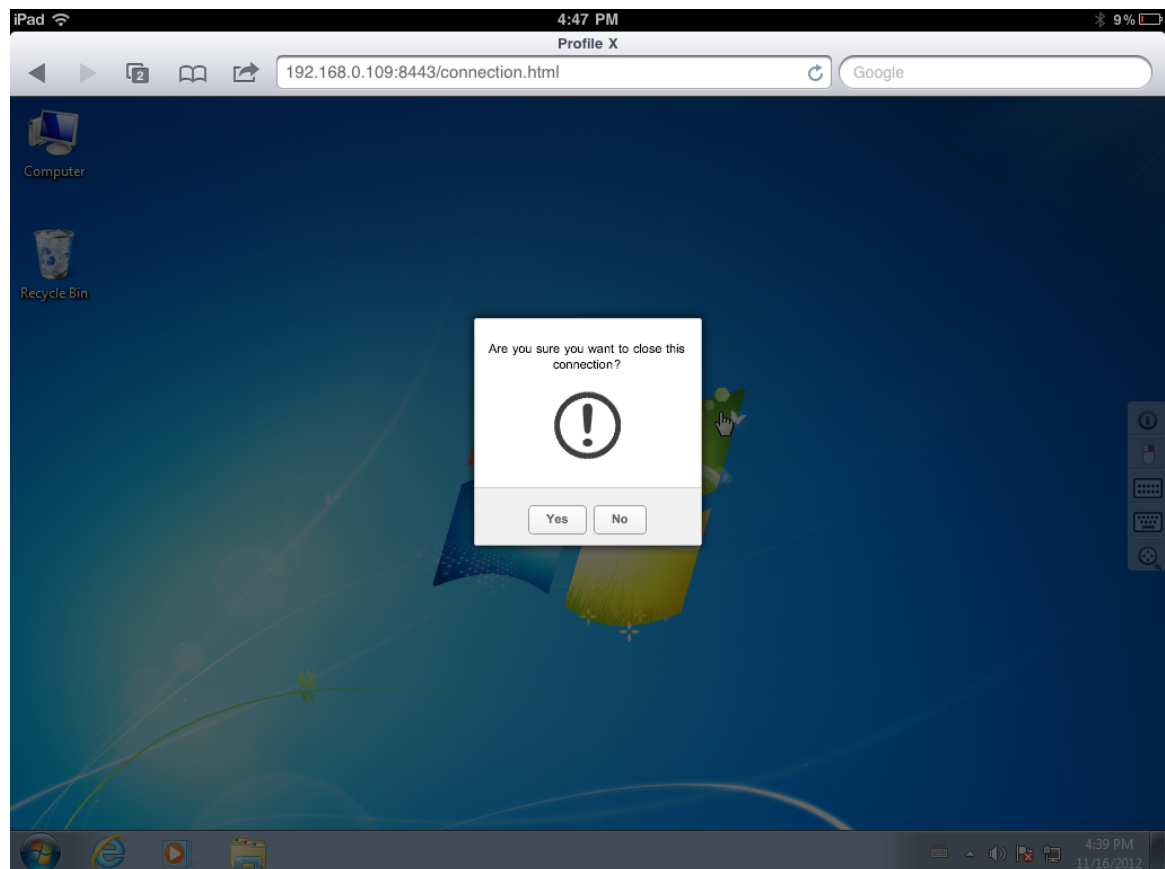 iPad 4:47 PM 9%
Profile X
2 192.168.0.109:8443/connection.html Google
Computer
Recycle Bin
Are you sure you want to close this
connection?
Yes No
4:39 PM
11/16/2012